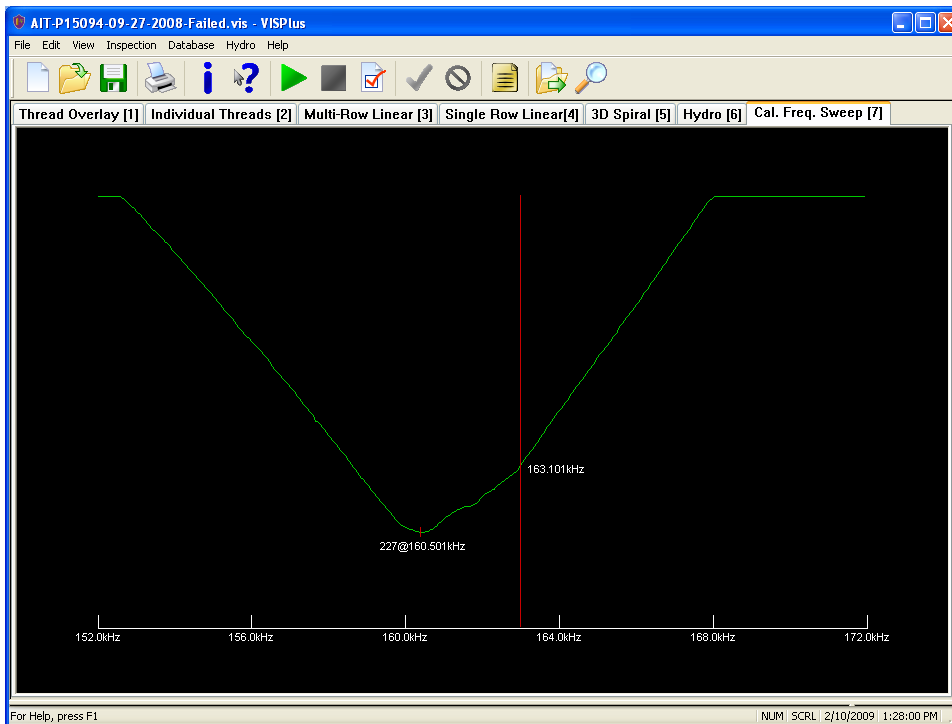 AIT-P15094-09-27-2008-Failed.vis - VISPlus
File Edit View Inspection Database Hydro Help
Thread Overlay [1] Individual Threads [2] Multi-Row Linear [3] Single Row Linear[4] 3D Spiral [5] Hydro [6] Cal. Freq. Sweep [7]
163.101kHz
227@160.501kHz
152.0kHz 156.0kHz 160.0kHz 164.0kHz 168.0kHz 172.0kHz
For Help, press F1 NUM SCRL 2/10/2009 1:28:00 PM